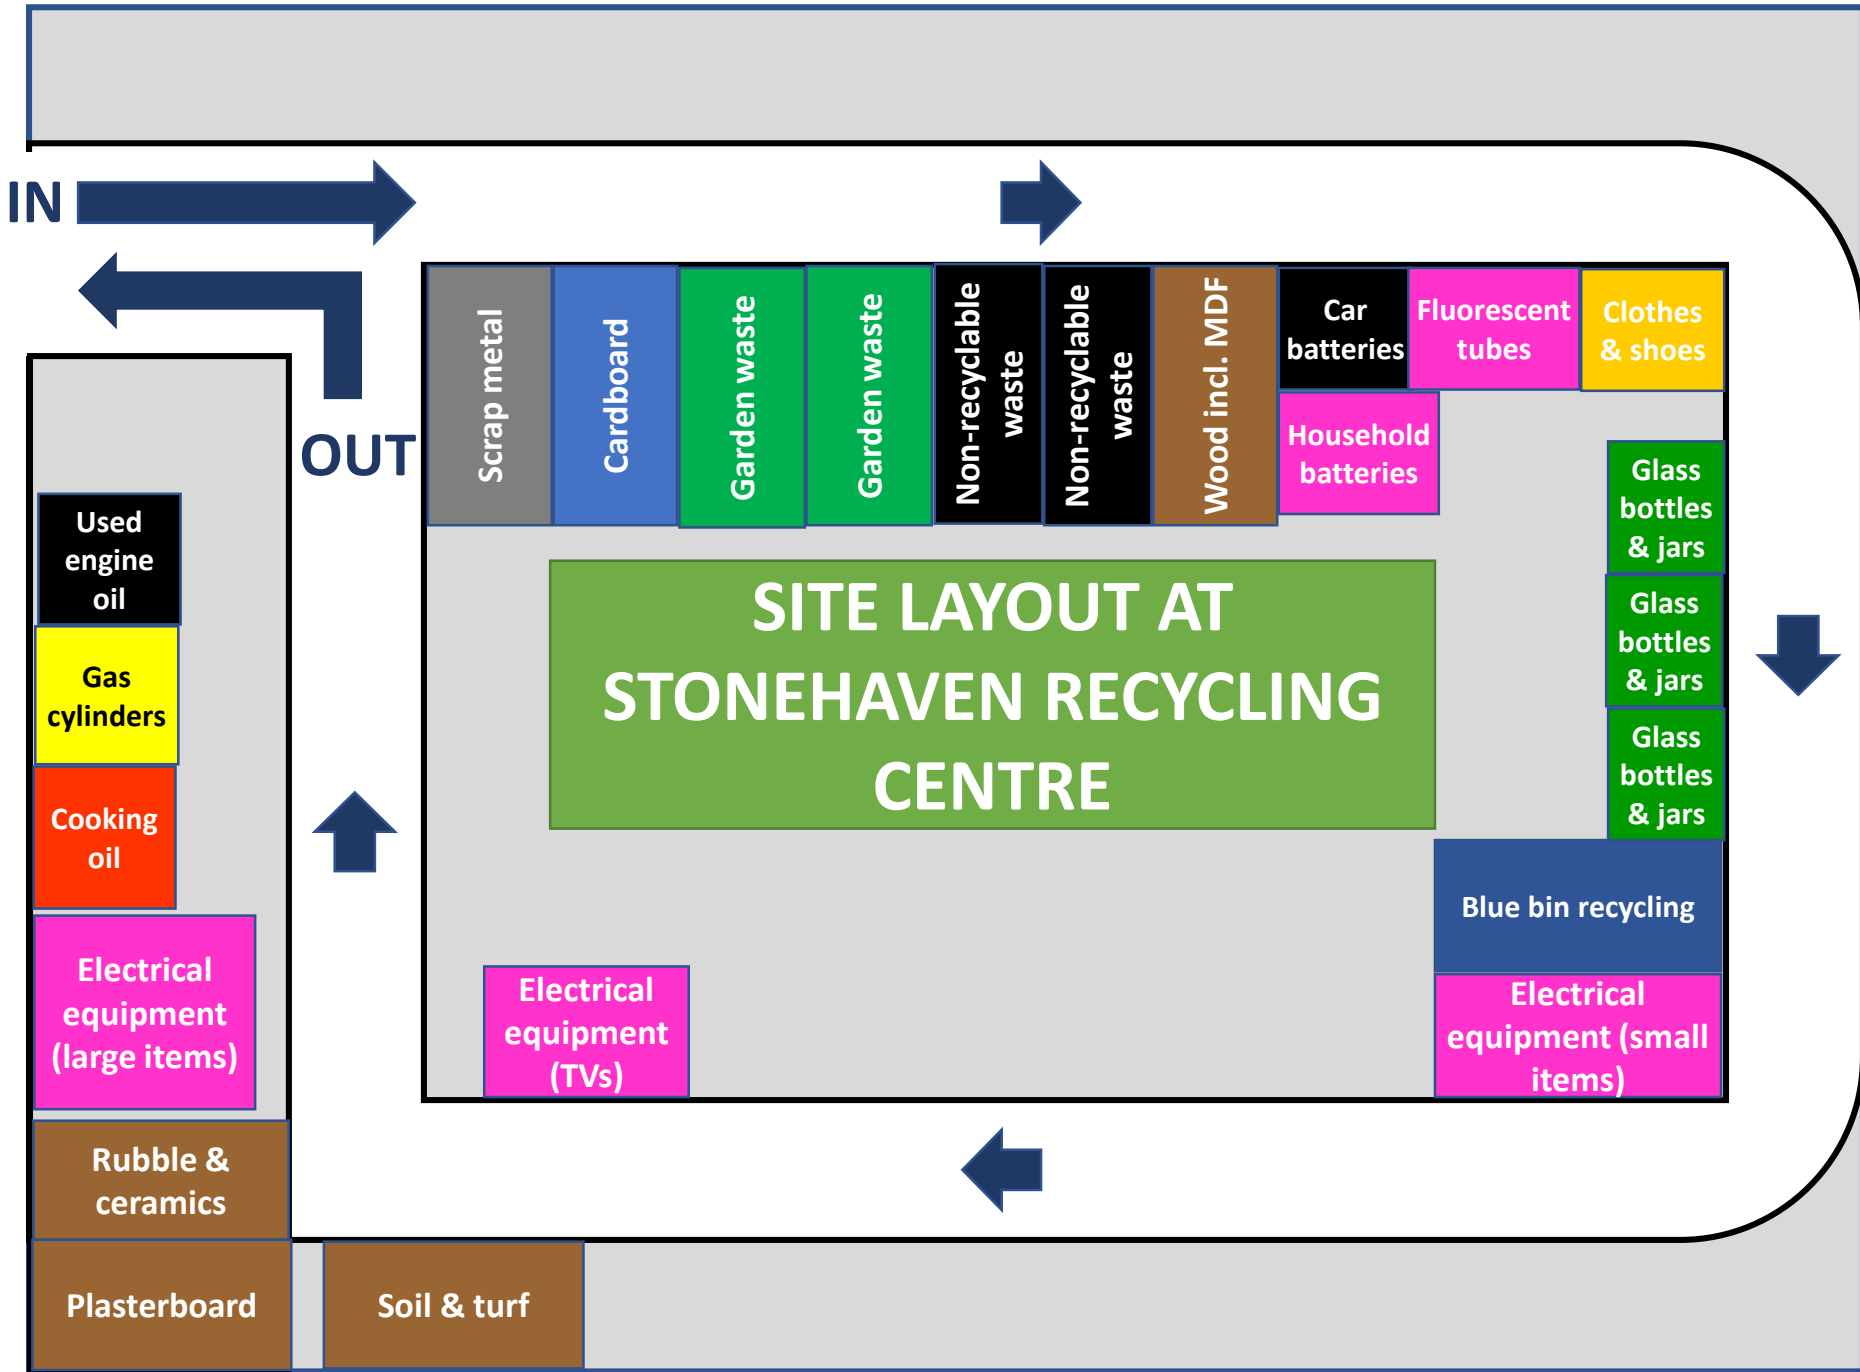 IN
OUT
Scrap metal
Cardboard
Garden waste
Garden waste
Non-recyclable
waste
Non-recyclable
waste
Wood incl. MDF
Car
batteries
Fluorescent
tubes
Clothes
& shoes
Household
batteries
Glass
bottles
& jars
Glass
bottles
& jars
Glass
bottles
& jars
SITE LAYOUT AT
STONEHAVEN RECYCLING
CENTRE
Blue bin recycling
Electrical
equipment (small
items)
Electrical
equipment
(TVs)
Used
engine
oil
Gas
cylinders
Cooking
oil
Electrical
equipment
(large items)
Rubble &
ceramics
Plasterboard
Soil & turf